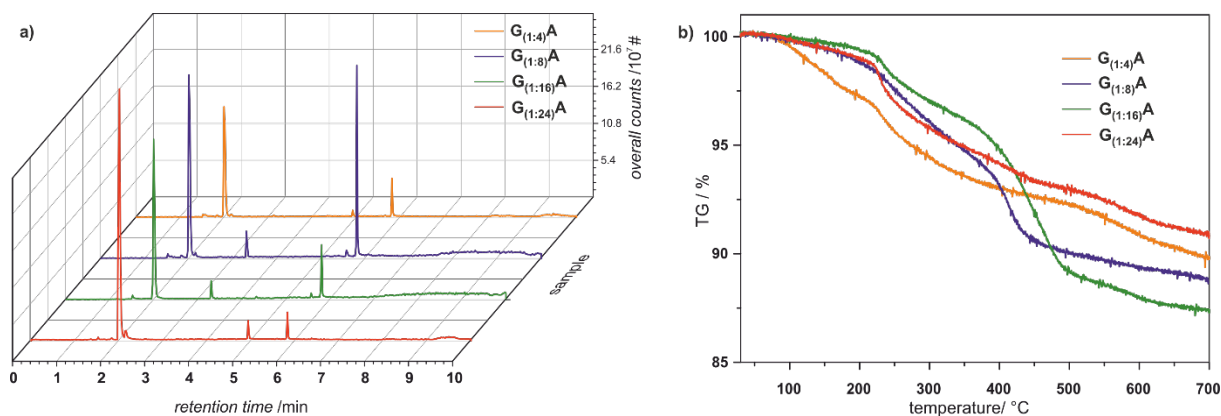 a)
G(1:4)A
G(1:8)A
G(1:16)A
G(1:24)A
21.6
16.2
10.8
5.4
overall counts /10⁷ #
sample
0 1 2 3 4 5 6 7 8 9 10
retention time /min
b)
G(1:4)A
G(1:8)A
G(1:16)A
G(1:24)A
100
95
90
85
TG / %
100 200 300 400 500 600 700
temperature/ °C